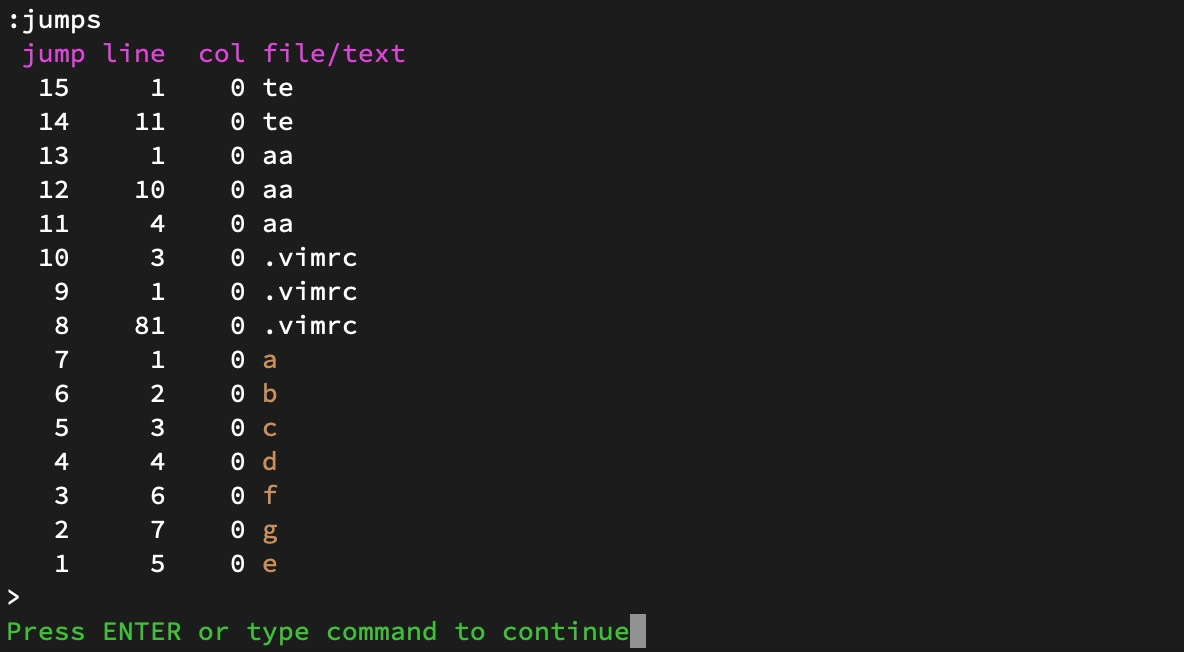 :jumps
 jump line  col file/text
  15     1    0 te
  14    11    0 te
  13     1    0 aa
  12    10    0 aa
  11     4    0 aa
  10     3    0 .vimrc
   9     1    0 .vimrc
   8    81    0 .vimrc
   7     1    0 a
   6     2    0 b
   5     3    0 c
   4     4    0 d
   3     6    0 f
   2     7    0 g
   1     5    0 e
>
Press ENTER or type command to continue